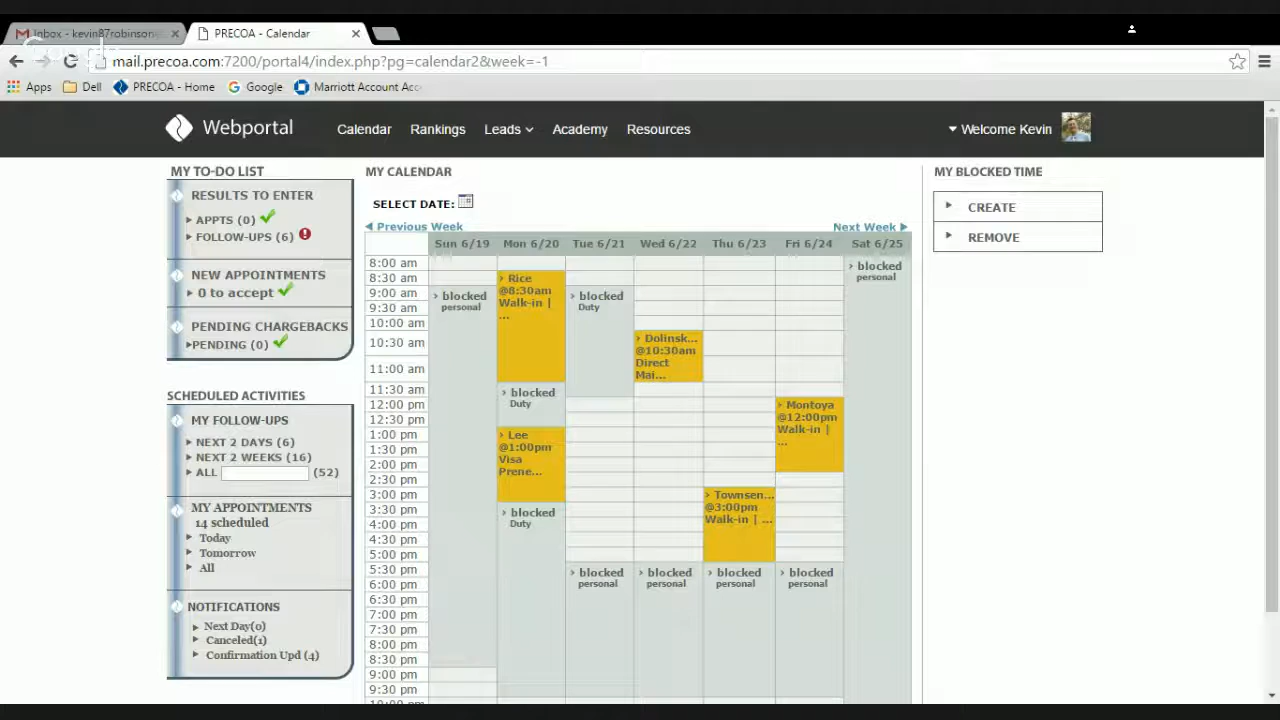 Inbox - kevin87robinson
PRECOA - Calendar
mail.precoa.com:7200/portal4/index.php?pg=calendar2&week=-1
Apps Dell PRECOA - Home Google Marriott Account Acc
Webportal Calendar Rankings Leads Academy Resources Welcome Kevin
MY TO-DO LIST
RESULTS TO ENTER
APPTS (0)
FOLLOW-UPS (6)
NEW APPOINTMENTS
0 to accept
PENDING CHARGEBACKS
PENDING (0)
SCHEDULED ACTIVITIES
MY FOLLOW-UPS
NEXT 2 DAYS (6)
NEXT 2 WEEKS (16)
ALL (52)
MY APPOINTMENTS
14 scheduled
Today
Tomorrow
All
NOTIFICATIONS
Next Day(0)
Canceled(1)
Confirmation Upd (4)
MY CALENDAR
SELECT DATE:
Previous Week Next Week
Sun 6/19 Mon 6/20 Tue 6/21 Wed 6/22 Thu 6/23 Fri 6/24 Sat 6/25
8:00 am
8:30 am
9:00 am
9:30 am
10:00 am
10:30 am
11:00 am
11:30 am
12:00 pm
12:30 pm
1:00 pm
1:30 pm
2:00 pm
2:30 pm
3:00 pm
3:30 pm
4:00 pm
4:30 pm
5:00 pm
5:30 pm
6:00 pm
6:30 pm
7:00 pm
7:30 pm
8:00 pm
8:30 pm
9:00 pm
9:30 pm
10:00 pm
blocked
personal
Rice
@8:30am
Walk-in |
...
blocked
Duty
Lee
@1:00pm
Visa
Prene...
blocked
Duty
blocked
Duty
blocked
personal
Dolinsk...
@10:30am
Direct
Mai...
blocked
personal
Townsen...
@3:00pm
Walk-in | ...
blocked
personal
Montoya
@12:00pm
Walk-in |
...
blocked
personal
blocked
personal
MY BLOCKED TIME
CREATE
REMOVE